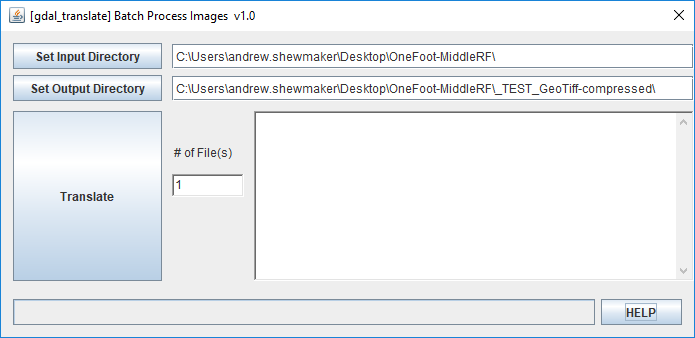 [gdal_translate] Batch Process Images v1.0
Set Input Directory
C:\Users\andrew.shewmaker\Desktop\OneFoot-MiddleRF\
Set Output Directory
C:\Users\andrew.shewmaker\Desktop\OneFoot-MiddleRF\_TEST_GeoTiff-compressed\
Translate
# of File(s)
1
HELP